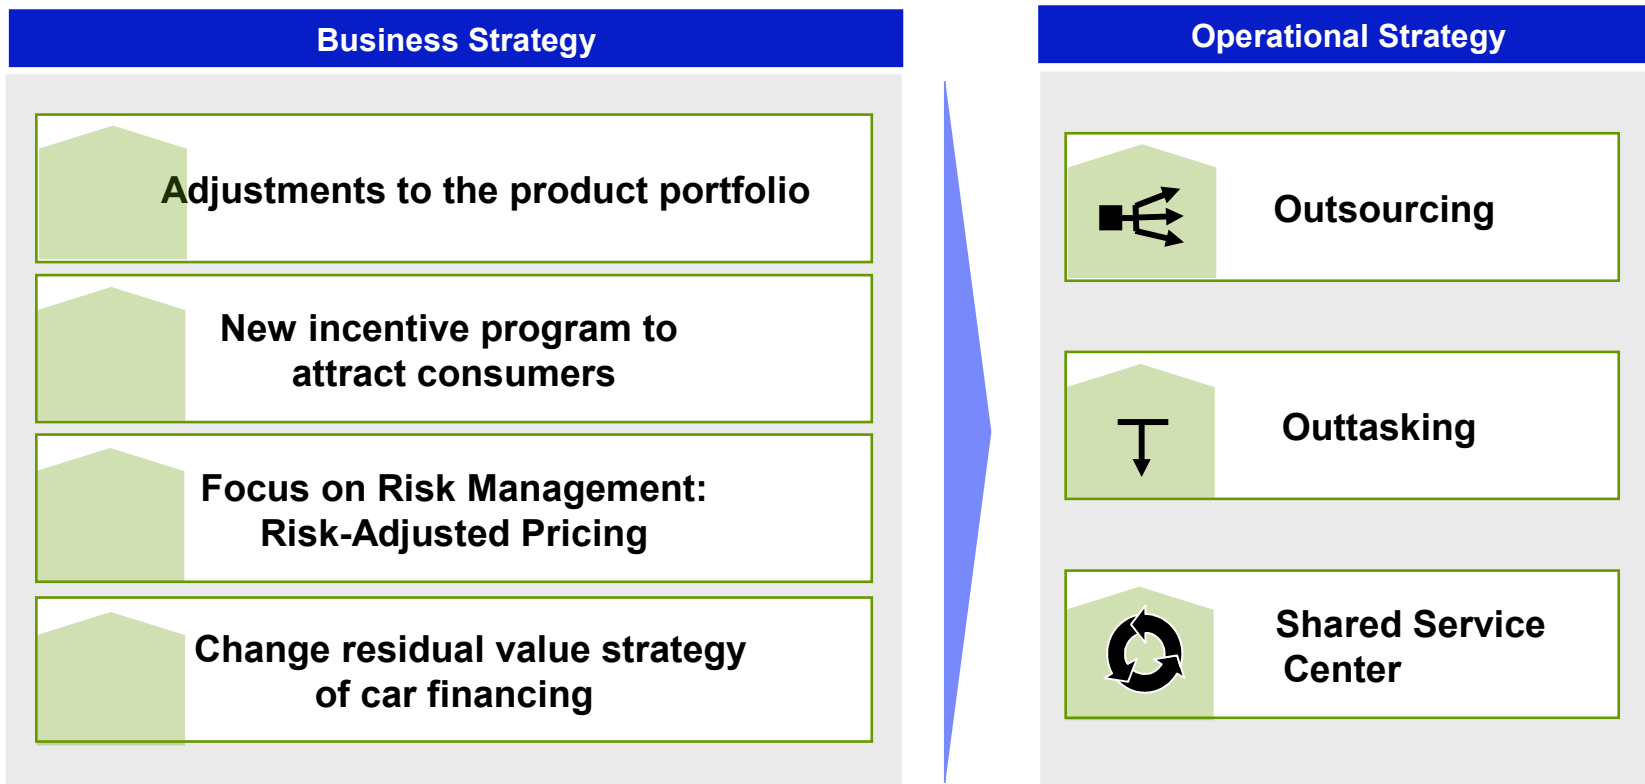 Business Strategy
Adjustments to the product portfolio
New incentive program to
attract consumers
Focus on Risk Management:
Risk-Adjusted Pricing
Change residual value strategy
of car financing
Operational Strategy
Outsourcing
Outtasking
Shared Service
Center